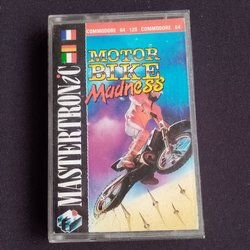 COMMODORE 64 128 COMMODORE 64
MOTOR
BIKE
Madness
MASTERTRONiC